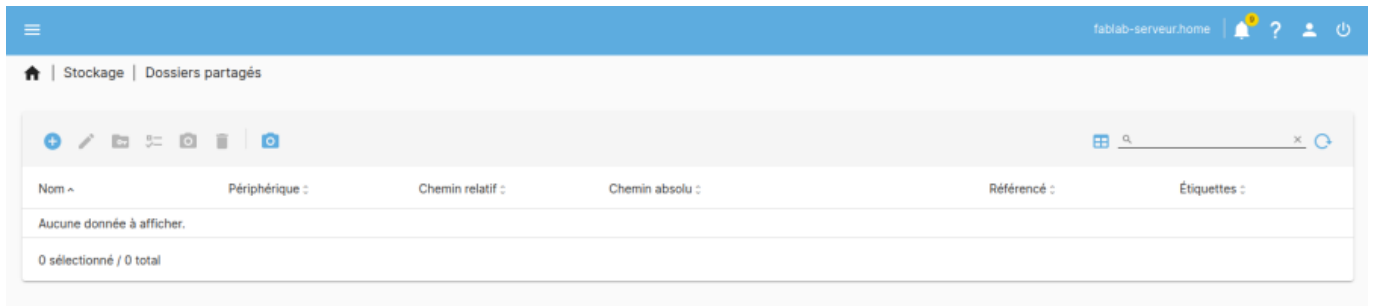 fablab-serveur.home
Stockage | Dossiers partagés
Nom Périphérique Chemin relatif Chemin absolu Référencé Étiquettes
Aucune donnée à afficher.
0 sélectionné / 0 total